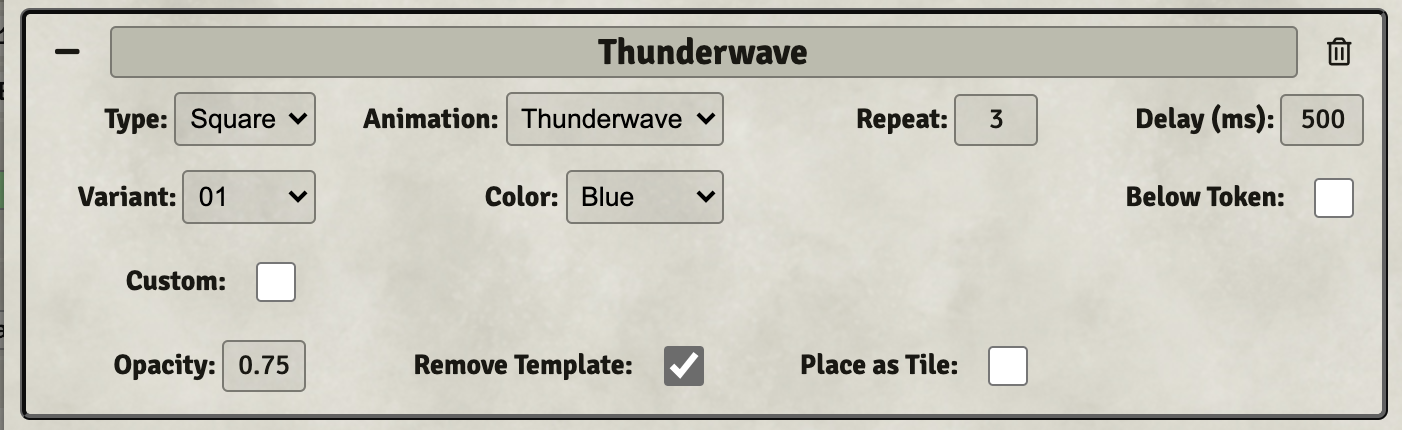 Thunderwave
Type: Square Animation: Thunderwave Repeat: 3 Delay (ms): 500
Variant: 01 Color: Blue Below Token:
Custom:
Opacity: 0.75 Remove Template: Place as Tile: